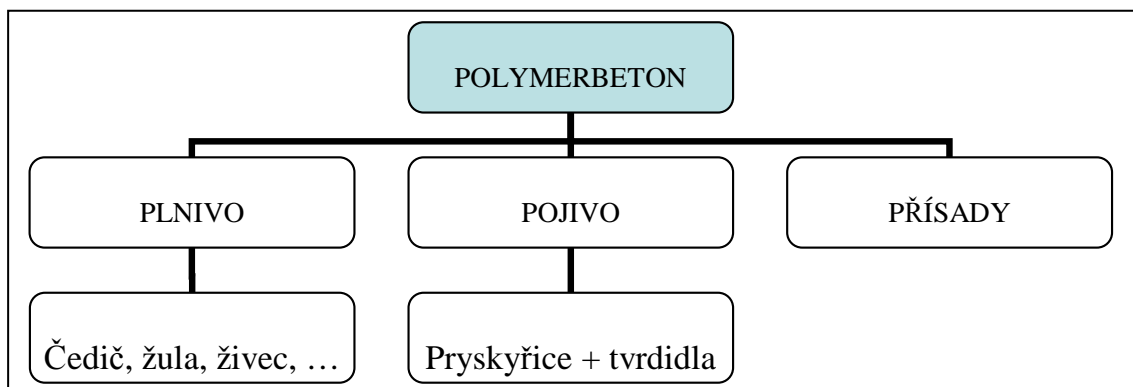 POLYMERBETON
PLNIVO
POJIVO
PŘÍSADY
Čedič, žula, živec, …
Pryskyřice + tvrdidla